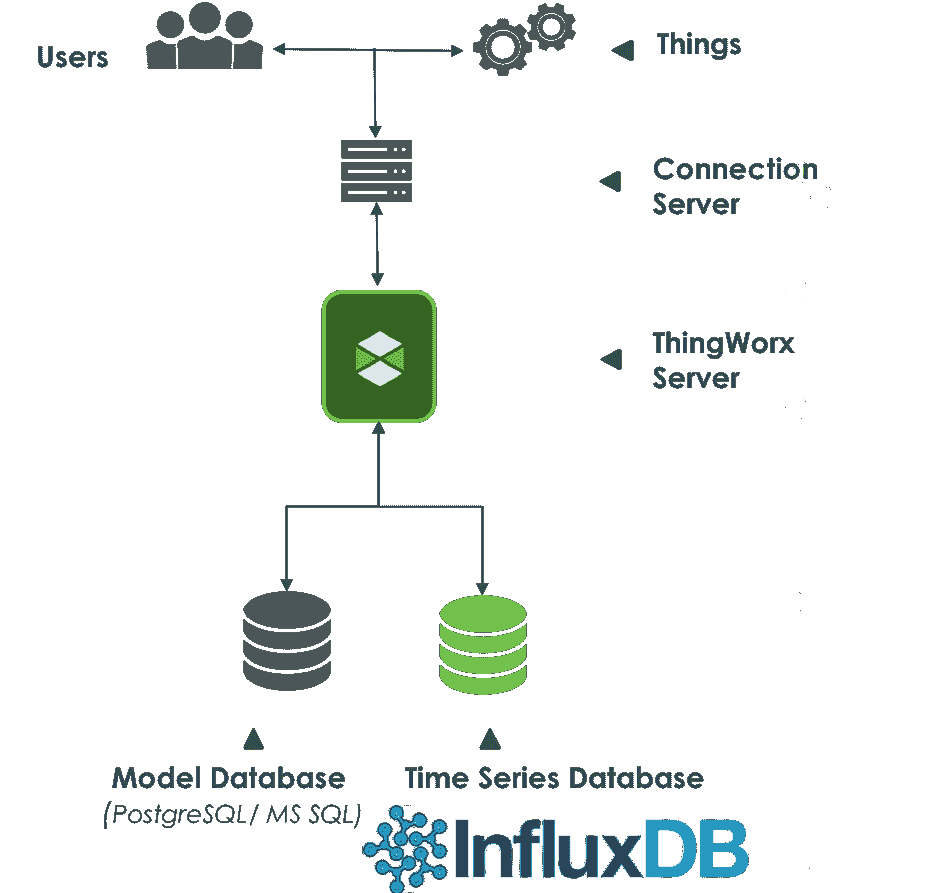 Users
Things
Connection
Server
ThingWorx
Server
Model Database
(PostgreSQL/ MS SQL)
Time Series Database
InfluxDB